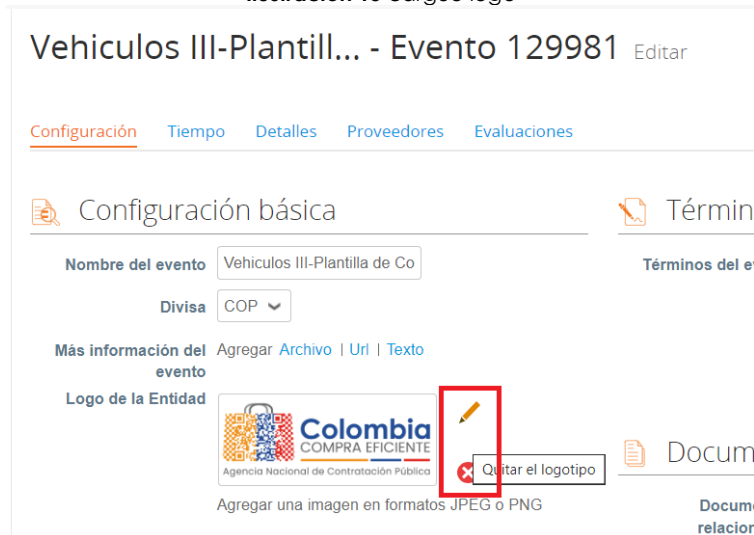 Vehiculos III-Plantill... - Evento 129981 Editar
Configuración Tiempo Detalles Proveedores Evaluaciones
Configuración básica
Términ
Nombre del evento Vehiculos III-Plantilla de Co
Términos del e
Divisa COP
Más información del evento Agregar Archivo | Url | Texto
Logo de la Entidad
Colombia
COMPRA EFICIENTE
Agencia Nacional de Contratación Pública
Quitar el logotipo
Agregar una imagen en formatos JPEG o PNG
Docum
Docume
relacion